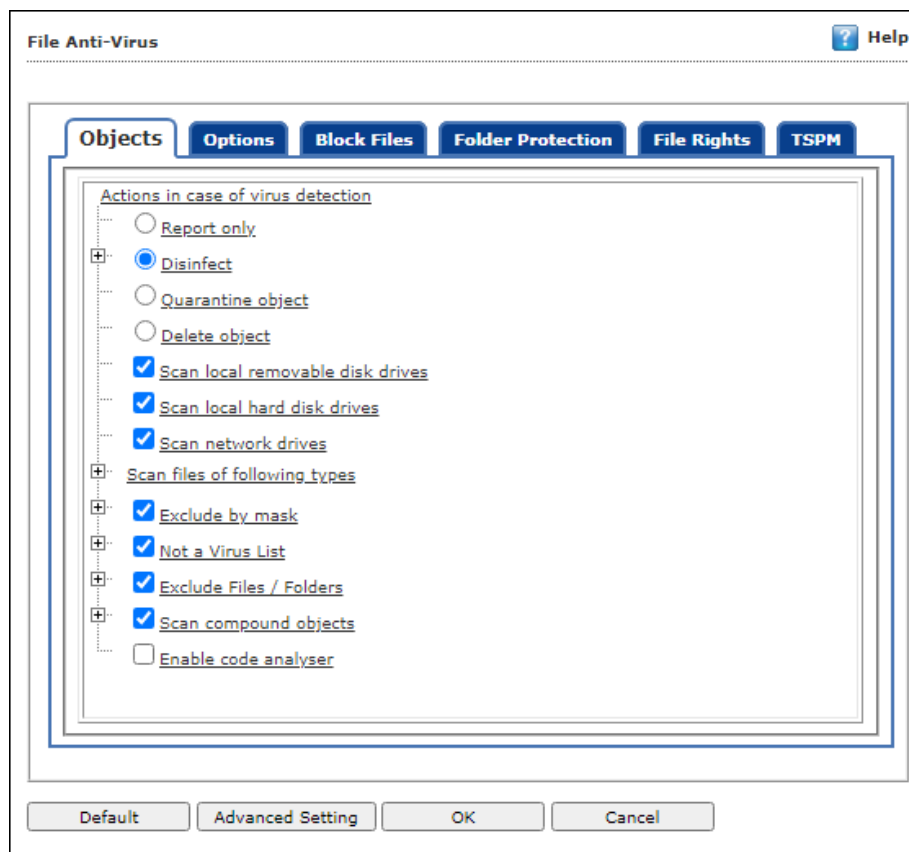 File Anti-Virus
? Help
Objects Options Block Files Folder Protection File Rights TSPM
Actions in case of virus detection
Report only
Disinfect
Quarantine object
Delete object
Scan local removable disk drives
Scan local hard disk drives
Scan network drives
Scan files of following types
Exclude by mask
Not a Virus List
Exclude Files / Folders
Scan compound objects
Enable code analyser
Default Advanced Setting OK Cancel